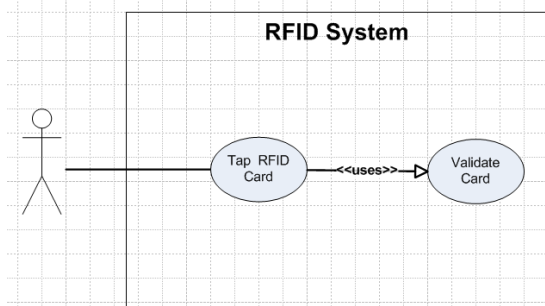 RFID System
Tap RFID
Card
<<uses>>
Validate
Card